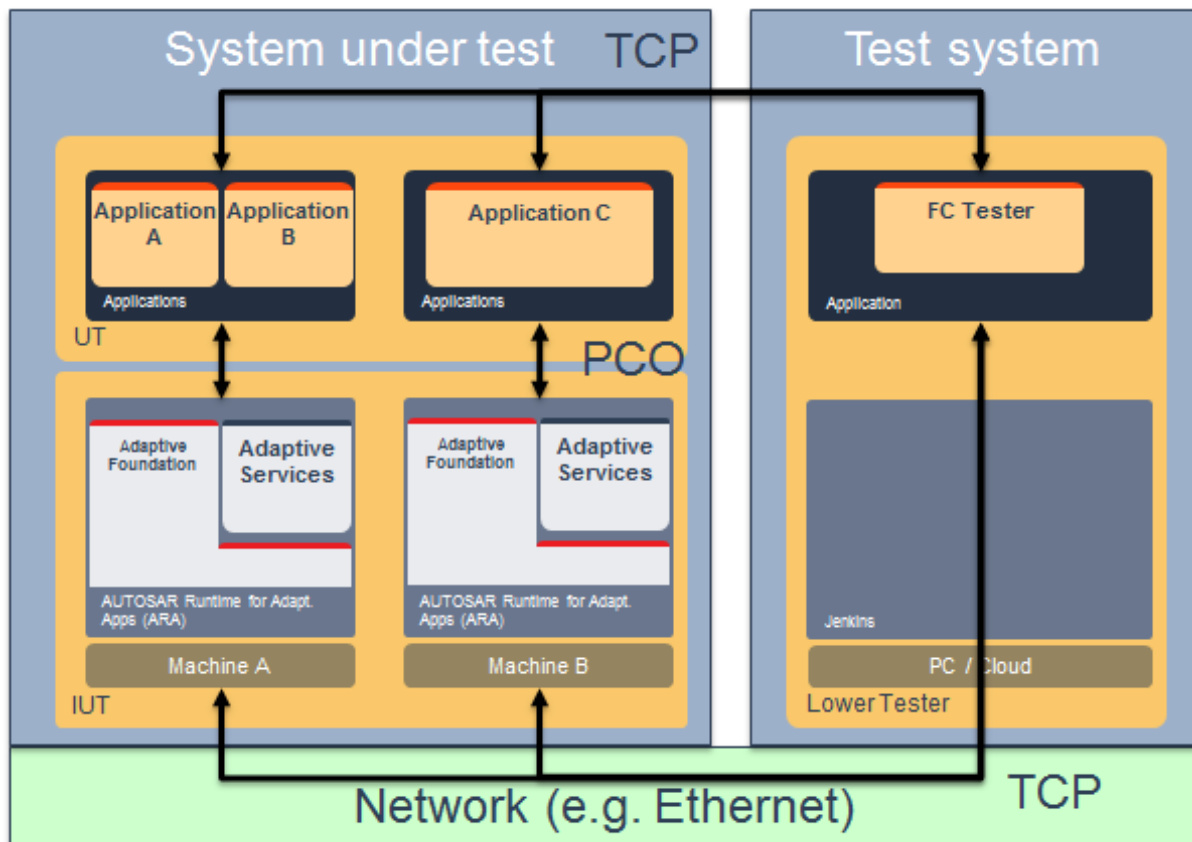 System under test
TCP
Test system
Application
A
Application
B
Applications
Application C
Applications
UT
FC Tester
Application
PCO
Adaptive
Foundation
Adaptive
Services
AUTOSAR Runtime for Adapt.
Apps (ARA)
Machine A
Adaptive
Foundation
Adaptive
Services
AUTOSAR Runtime for Adapt.
Apps (ARA)
Machine B
IUT
Jenkins
PC / Cloud
Lower Tester
Network (e.g. Ethernet)
TCP